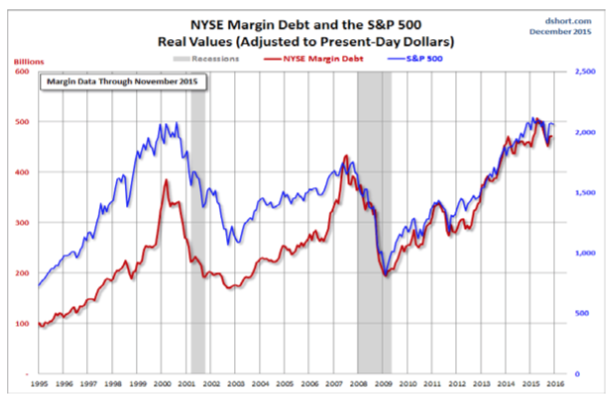 NYSE Margin Debt and the S&P 500
Real Values (Adjusted to Present-Day Dollars)
dshort.com
December 2015
Recessions NYSE Margin Debt S&P 500
Billions
Margin Data Through November 2015
600
500
400
300
200
100
-
2,500
2,000
1,500
1,000
500
0
1995 1996 1997 1998 1999 2000 2001 2002 2003 2004 2005 2006 2007 2008 2009 2010 2011 2012 2013 2014 2015 2016